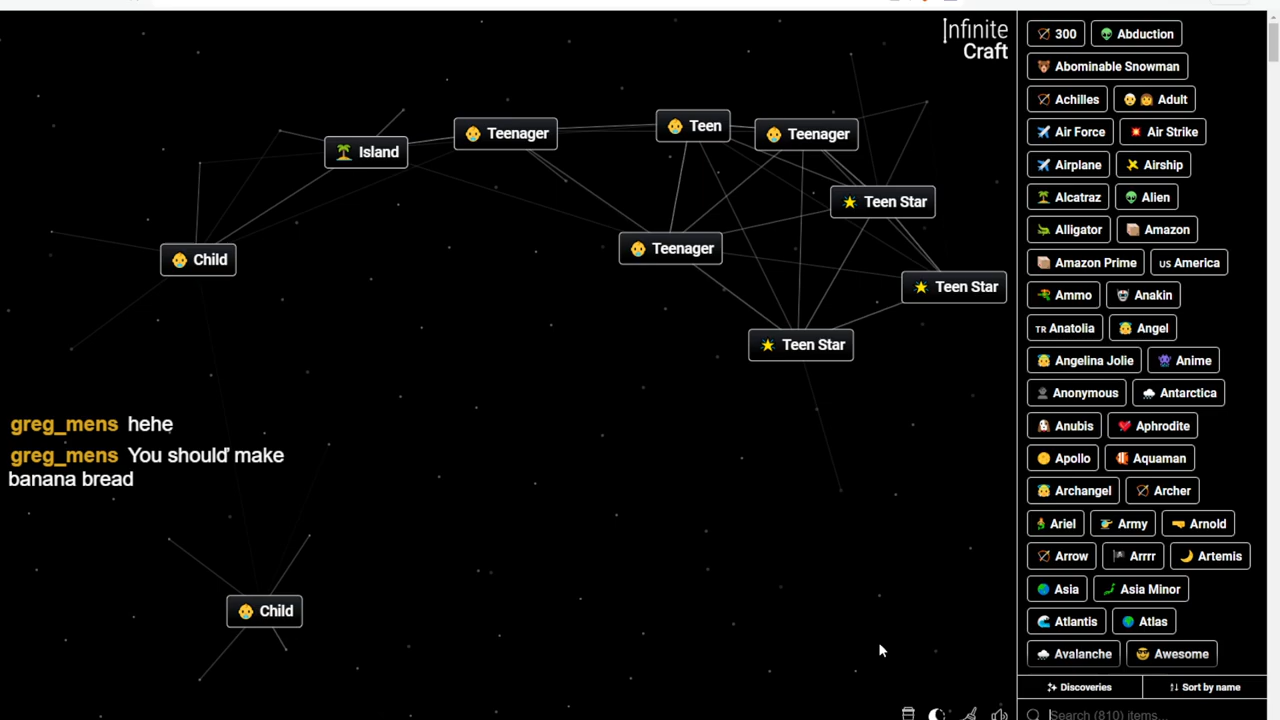 Infinite
Craft
Island
Teenager
Teen
Teenager
Teen Star
Child
Teenager
Teen Star
Teen Star
greg_mens hehe
greg_mens You should make
banana bread
Child
300 Abduction
Abominable Snowman
Achilles Adult
Air Force Air Strike
Airplane Airship
Alcatraz Alien
Alligator Amazon
Amazon Prime US America
Ammo Anakin
TR Anatolia Angel
Angelina Jolie Anime
Anonymous Antarctica
Anubis Aphrodite
Apollo Aquaman
Archangel Archer
Ariel Army Arnold
Arrow Arrrr Artemis
Asia Asia Minor
Atlantis Atlas
Avalanche Awesome
Discoveries Sort by name
Search (810) items...